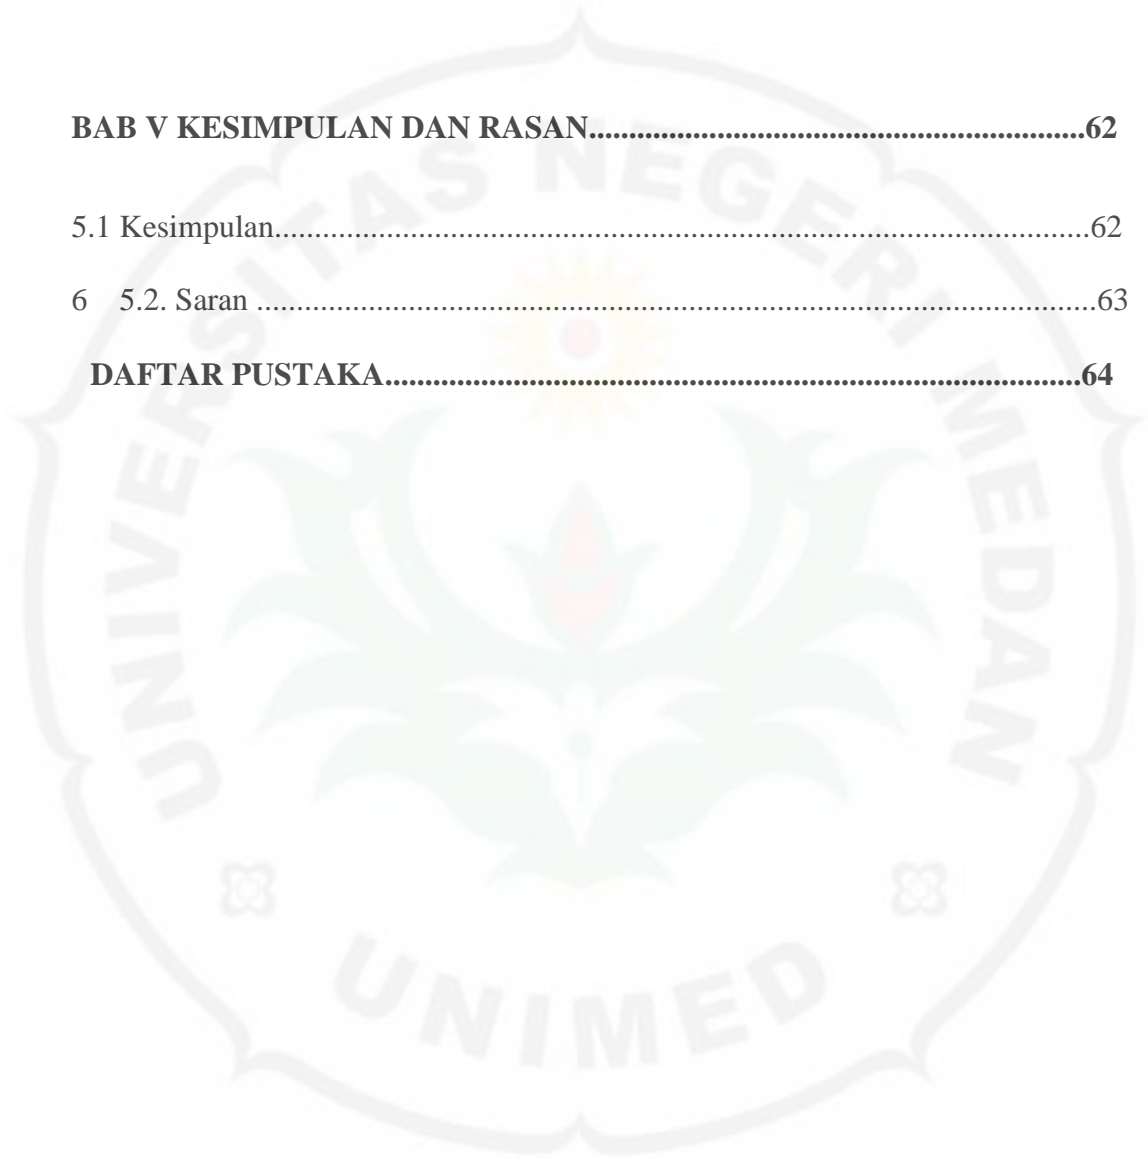 BAB V KESIMPULAN DAN RASAN..............................................................62
5.1 Kesimpulan......................................................................................................62
6 5.2. Saran .........................................................................................................63
DAFTAR PUSTAKA.......................................................................................64
UNIVERSITAS NEGERI MEDAN
UNIMED